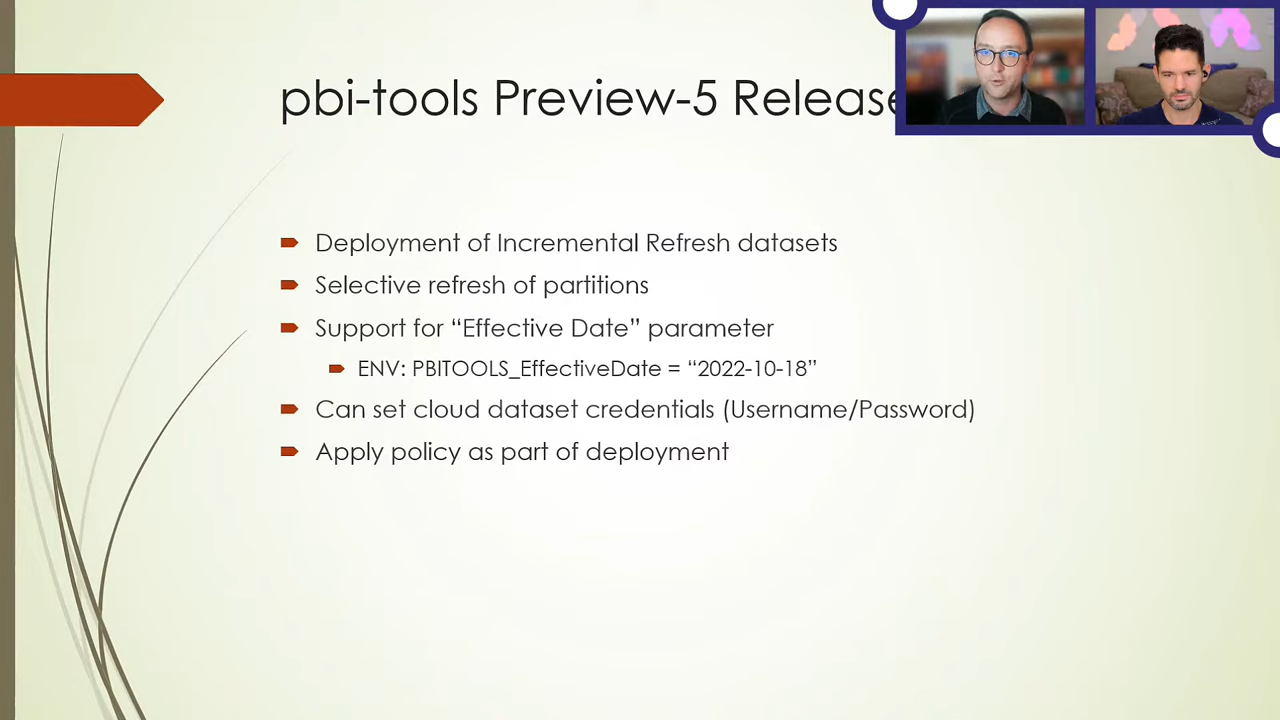 pbi-tools Preview-5 Release
Deployment of Incremental Refresh datasets
Selective refresh of partitions
Support for “Effective Date” parameter
ENV: PBITOOLS_EffectiveDate = “2022-10-18”
Can set cloud dataset credentials (Username/Password)
Apply policy as part of deployment